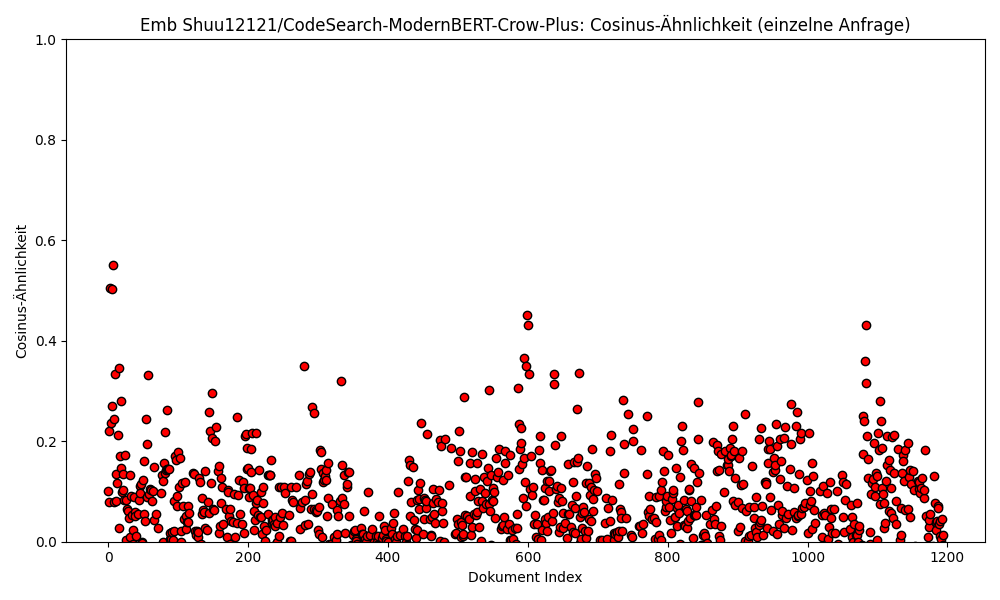 Emb Shuu12121/CodeSearch-ModernBERT-Crow-Plus: Cosinus-Ähnlichkeit (einzelne Anfrage)
1.0
0.8
0.6
0.4
0.2
0.0
Cosinus-Ähnlichkeit
0 200 400 600 800 1000 1200
Dokument Index